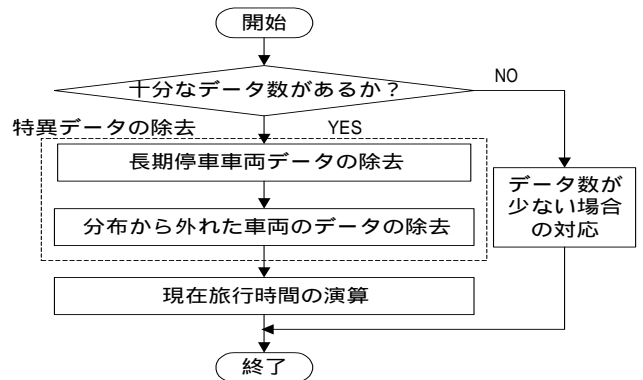 開始
十分なデータ数があるか？
NO
特異データの除去
YES
長期停車車両データの除去
分布から外れた車両のデータの除去
データ数が
少ない場合
の対応
現在旅行時間の演算
終了